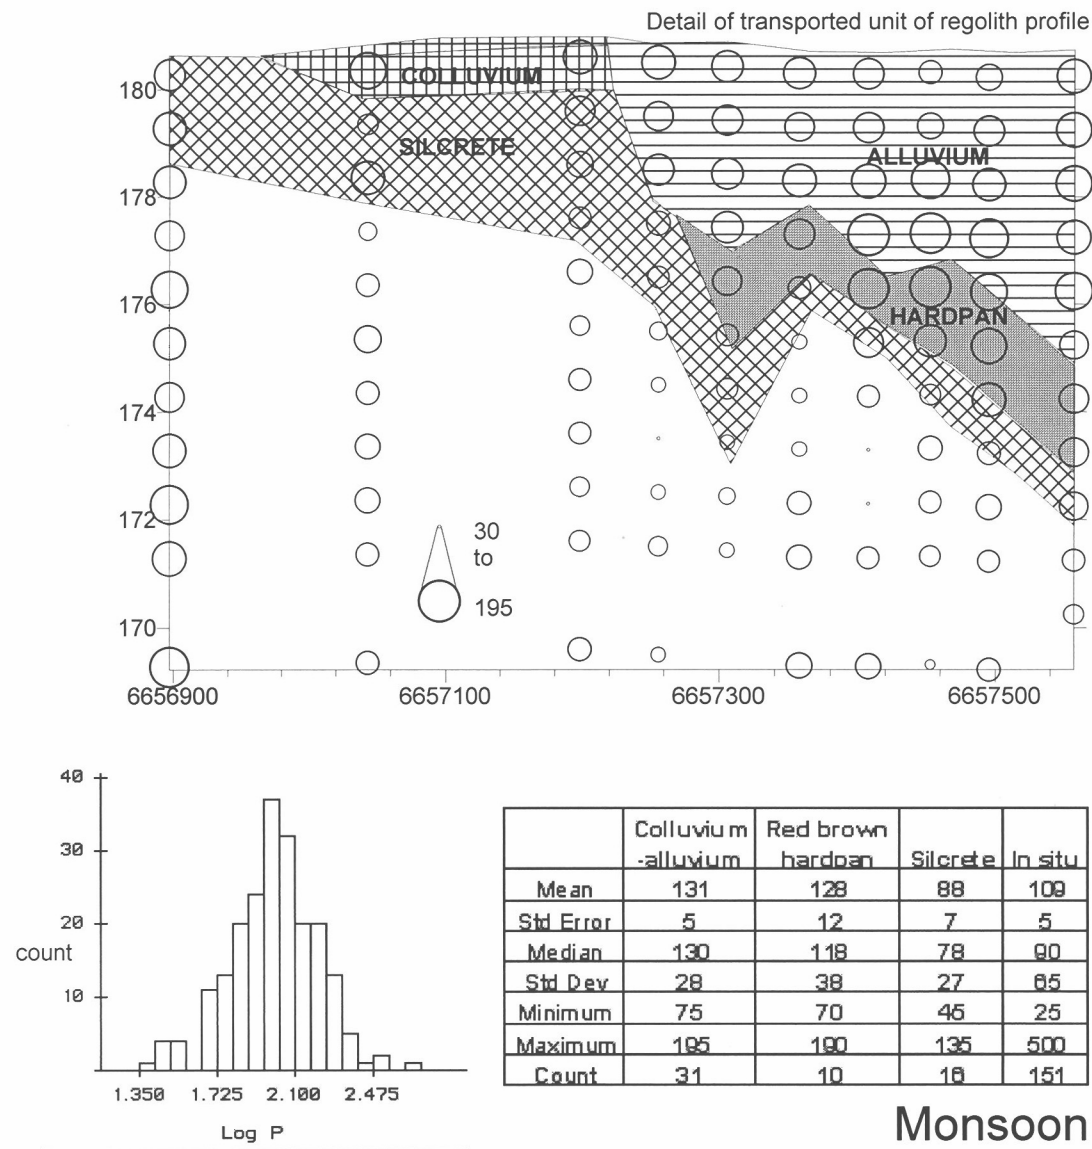 Detail of transported unit of regolith profile
180
COLLUVIUM
SILCRETE
ALLUVIUM
178
176
HARDPAN
174
172
30
to
195
170
6656900 6657100 6657300 6657500
40
30
20
count
10
1.350 1.725 2.100 2.475
Log P
Colluvium Red brown
-alluvium hardpan Silcrete In situ
Mean 131 128 88 109
Std Error 5 12 7 5
Median 130 118 78 90
Std Dev 28 38 27 65
Minimum 75 70 45 25
Maximum 195 190 135 500
Count 31 10 16 151
Monsoon